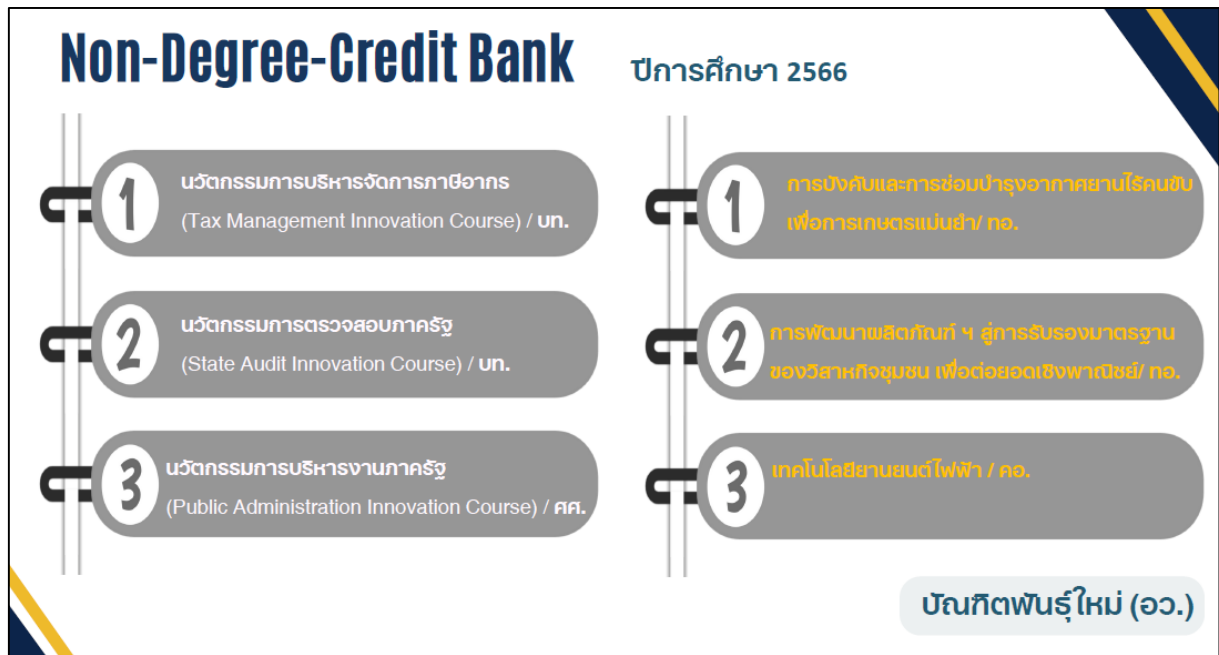 Non-Degree-Credit Bank ปีการศึกษา 2566
1 นวัตกรรมการบริหารจัดการภาษีอากร
(Tax Management Innovation Course) / บท.
2 นวัตกรรมการตรวจสอบภาครัฐ
(State Audit Innovation Course) / บท.
3 นวัตกรรมการบริหารงานภาครัฐ
(Public Administration Innovation Course) / ศศ.
1 การบังคับและการซ่อมบำรุงอากาศยานไร้คนขับ
เพื่อการเกษตรแม่นยำ/ ทอ.
2 การพัฒนาผลิตภัณฑ์ ฯ สู่การรับรองมาตรฐาน
ของวิสาหกิจชุมชน เพื่อต่อยอดเชิงพาณิชย์/ ทอ.
3 เทคโนโลยียานยนต์ไฟฟ้า / คอ.
บัณฑิตพันธุ์ใหม่ (อว.)